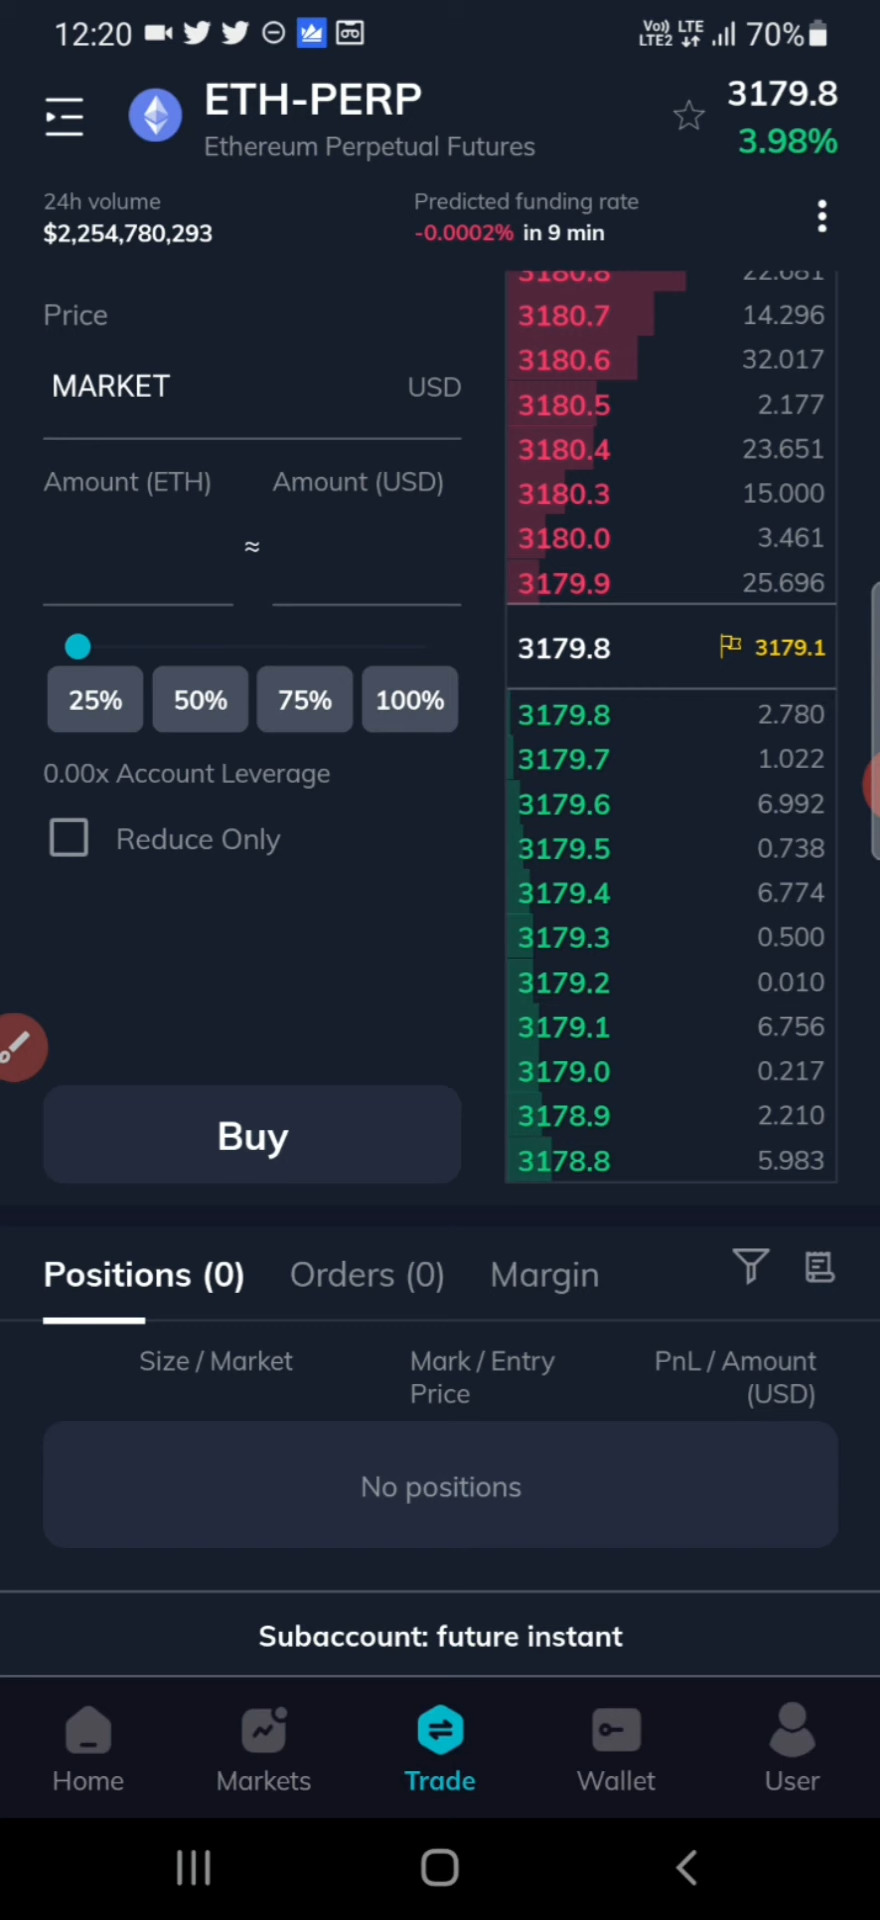 12:20
Vo)) LTE
LTE2
70%
ETH-PERP
3179.8
Ethereum Perpetual Futures
3.98%
24h volume
Predicted funding rate
$2,254,780,293
-0.0002% in 9 min
Price
MARKET
USD
Amount (ETH)
Amount (USD)
≈
25%
50%
75%
100%
0.00x Account Leverage
Reduce Only
Buy
3180.8 22.681
3180.7 14.296
3180.6 32.017
3180.5 2.177
3180.4 23.651
3180.3 15.000
3180.0 3.461
3179.9 25.696
3179.8 3179.1
3179.8 2.780
3179.7 1.022
3179.6 6.992
3179.5 0.738
3179.4 6.774
3179.3 0.500
3179.2 0.010
3179.1 6.756
3179.0 0.217
3178.9 2.210
3178.8 5.983
Positions (0)
Orders (0)
Margin
Size / Market
Mark / Entry
Price
PnL / Amount
(USD)
No positions
Subaccount: future instant
Home
Markets
Trade
Wallet
User